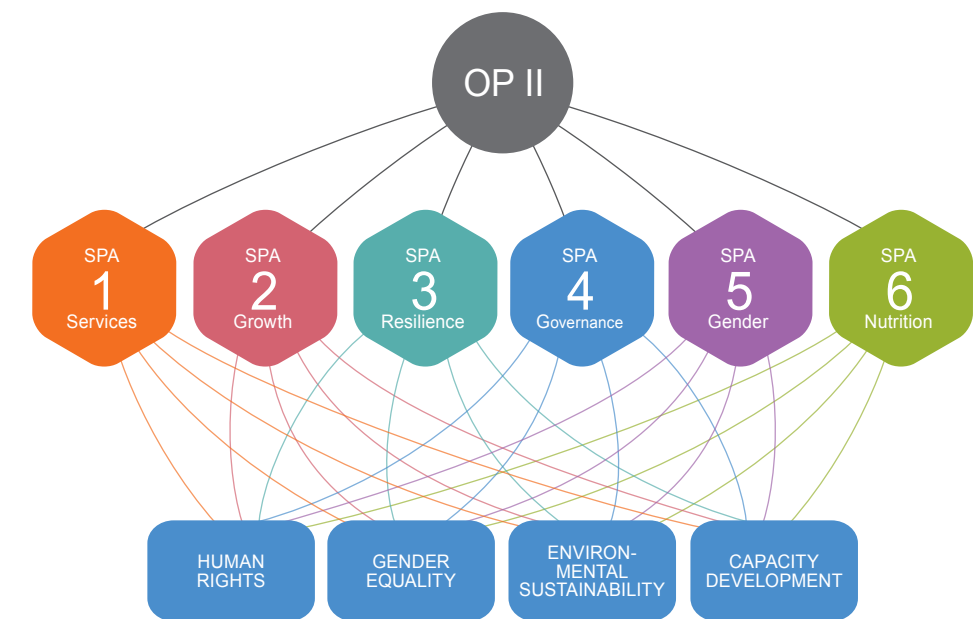 OP II
SPA
1
Services
SPA
2
Growth
SPA
3
Resilience
SPA
4
Governance
SPA
5
Gender
SPA
6
Nutrition
HUMAN
RIGHTS
GENDER
EQUALITY
ENVIRON-
MENTAL
SUSTAINABILITY
CAPACITY
DEVELOPMENT